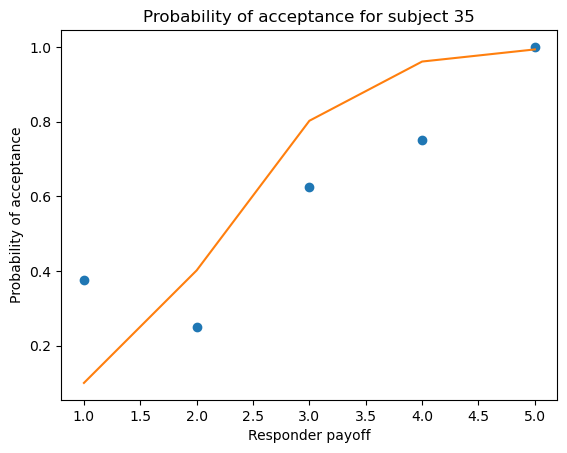 Probability of acceptance for subject 35
Probability of acceptance
1.0
0.8
0.6
0.4
0.2
1.0 1.5 2.0 2.5 3.0 3.5 4.0 4.5 5.0
Responder payoff